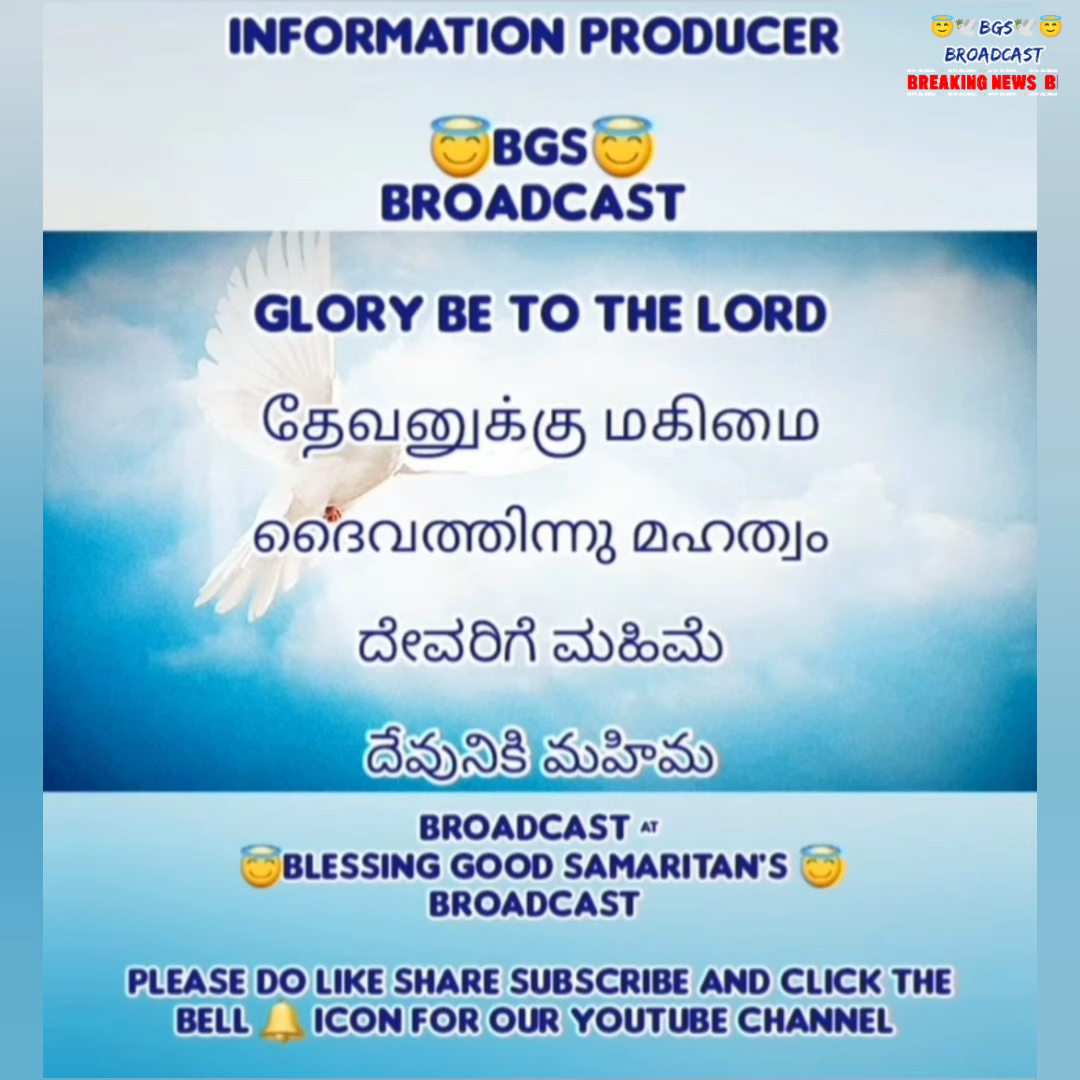 INFORMATION PRODUCER
😇🕊BGS🕊😇
BROADCAST
BREAKING NEWS B
😇BGS😇
BROADCAST
GLORY BE TO THE LORD
தேவனுக்கு மகிமை
ദൈവത്തിന്നു മഹത്വം
ದೇವರಿಗೆ ಮಹಿಮೆ
దేవునికి మహిమ
BROADCAST AT
😇BLESSING GOOD SAMARITAN'S 😇
BROADCAST
PLEASE DO LIKE SHARE SUBSCRIBE AND CLICK THE
BELL 🔔 ICON FOR OUR YOUTUBE CHANNEL